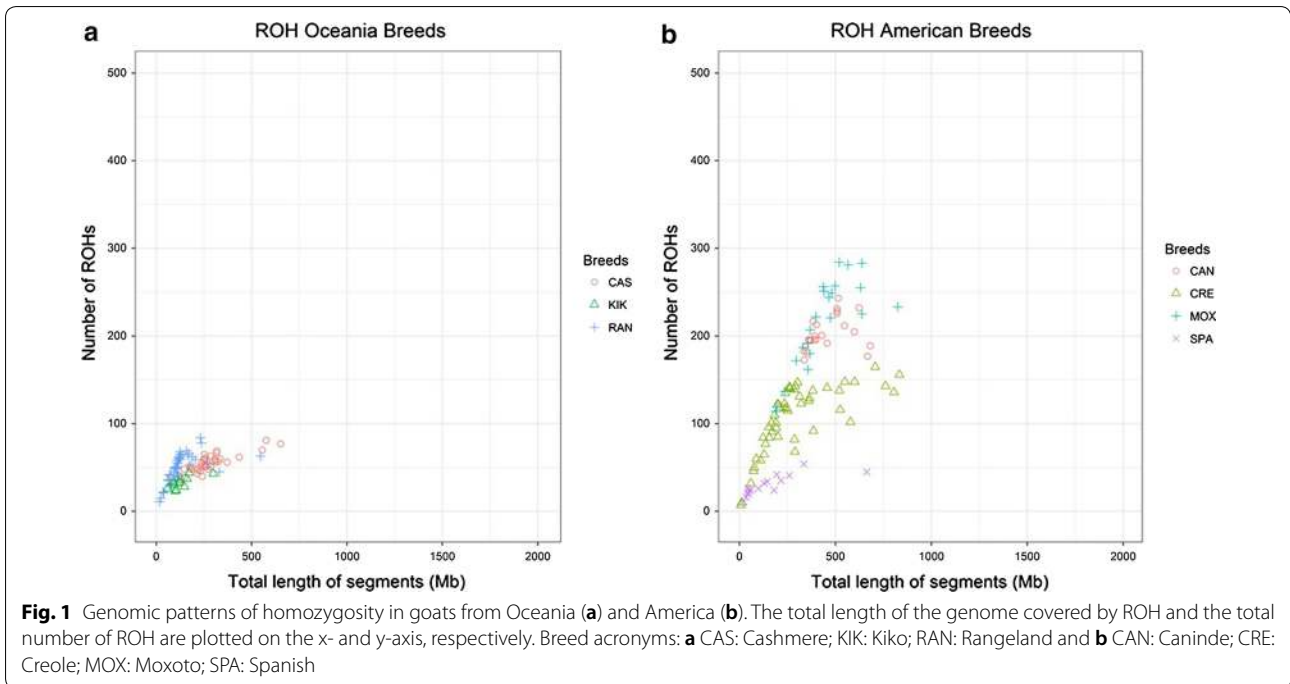 a
ROH Oceania Breeds
500
400
300
200
100
0
Number of ROHs
0 500 1000 1500 2000
Total length of segments (Mb)
Breeds
CAS
KIK
RAN
b
ROH American Breeds
500
400
300
200
100
0
Number of ROHs
0 500 1000 1500 2000
Total length of segments (Mb)
Breeds
CAN
CRE
MOX
SPA
Fig. 1 Genomic patterns of homozygosity in goats from Oceania (a) and America (b). The total length of the genome covered by ROH and the total
number of ROH are plotted on the x- and y-axis, respectively. Breed acronyms: a CAS: Cashmere; KIK: Kiko; RAN: Rangeland and b CAN: Caninde; CRE:
Creole; MOX: Moxoto; SPA: Spanish